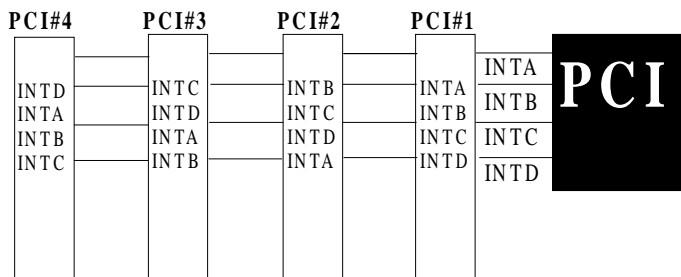 PCI#4 PCI#3 PCI#2 PCI#1
INTD
INTA
INTB
INTC
INTC
INTD
INTA
INTB
INTB
INTC
INTD
INTA
INTA
INTB
INTC
INTD
INTA
INTB
INTC
INTD
PCI